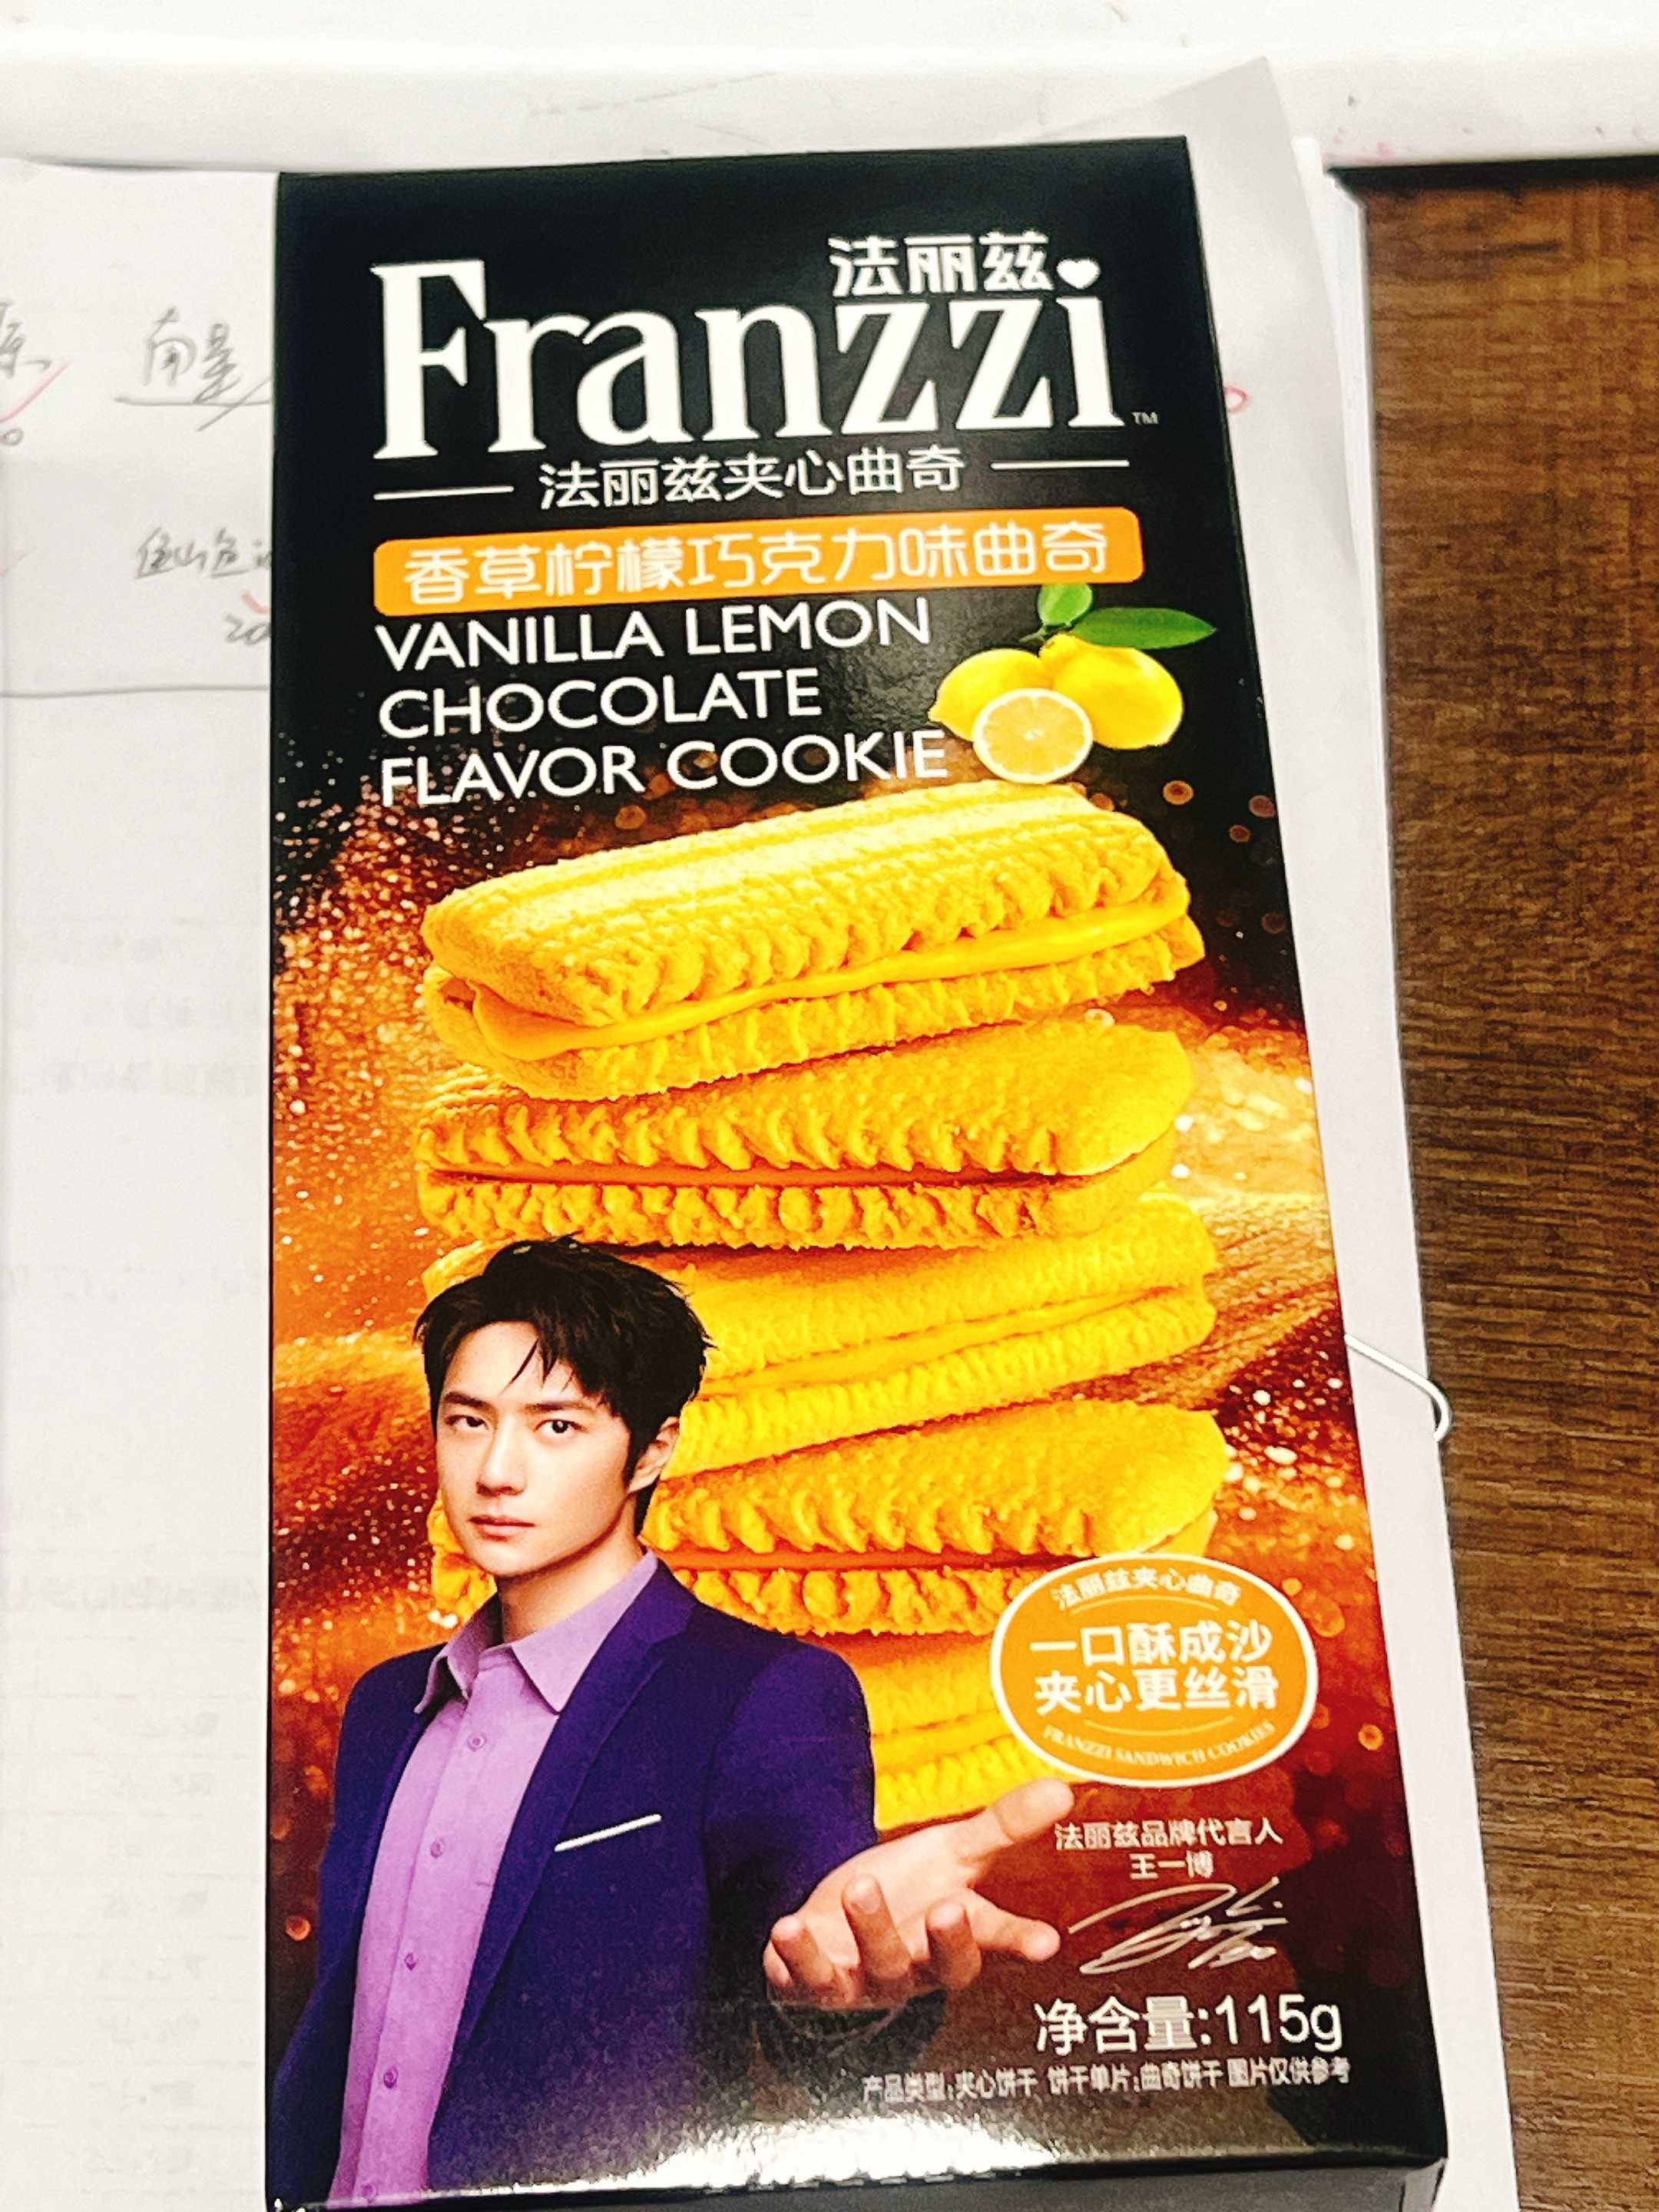 法丽兹
Franzzi
TM
法丽兹夹心曲奇
香草柠檬巧克力味曲奇
VANILLA LEMON
CHOCOLATE
FLAVOR COOKIE
法丽兹夹心曲奇
一口酥成沙
夹心更丝滑
FRANZZI SANDWICH COOKIES
法丽兹品牌代言人
王一博
净含量:115g
产品类型:夹心饼干 饼干单片:曲奇饼干 图片仅供参考
南星